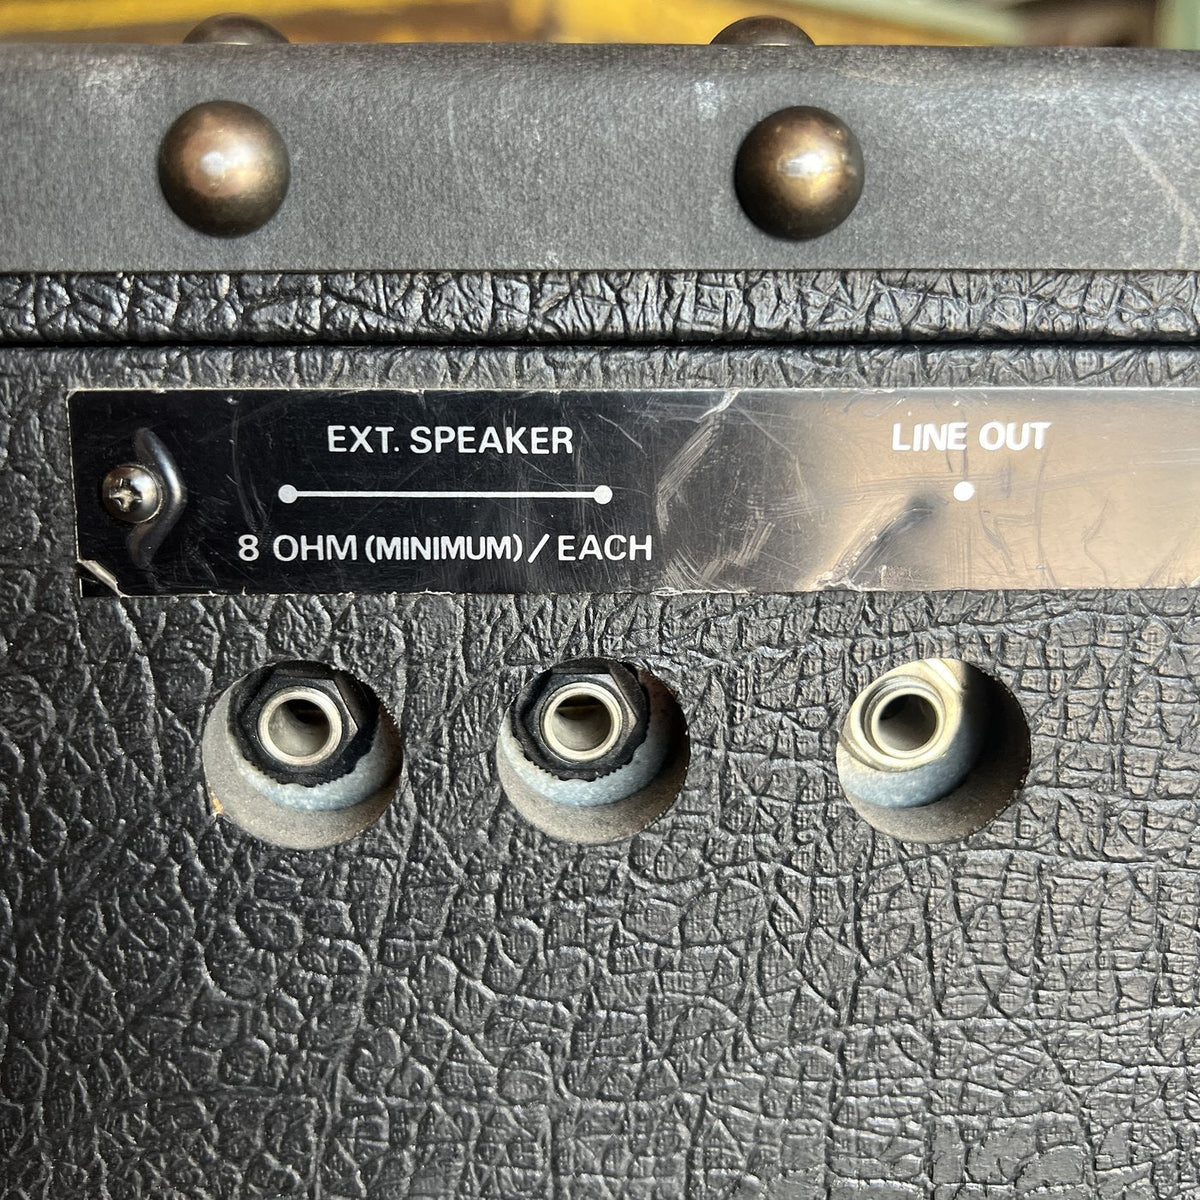 EXT. SPEAKER
LINE OUT
8 OHM (MINIMUM) / EACH